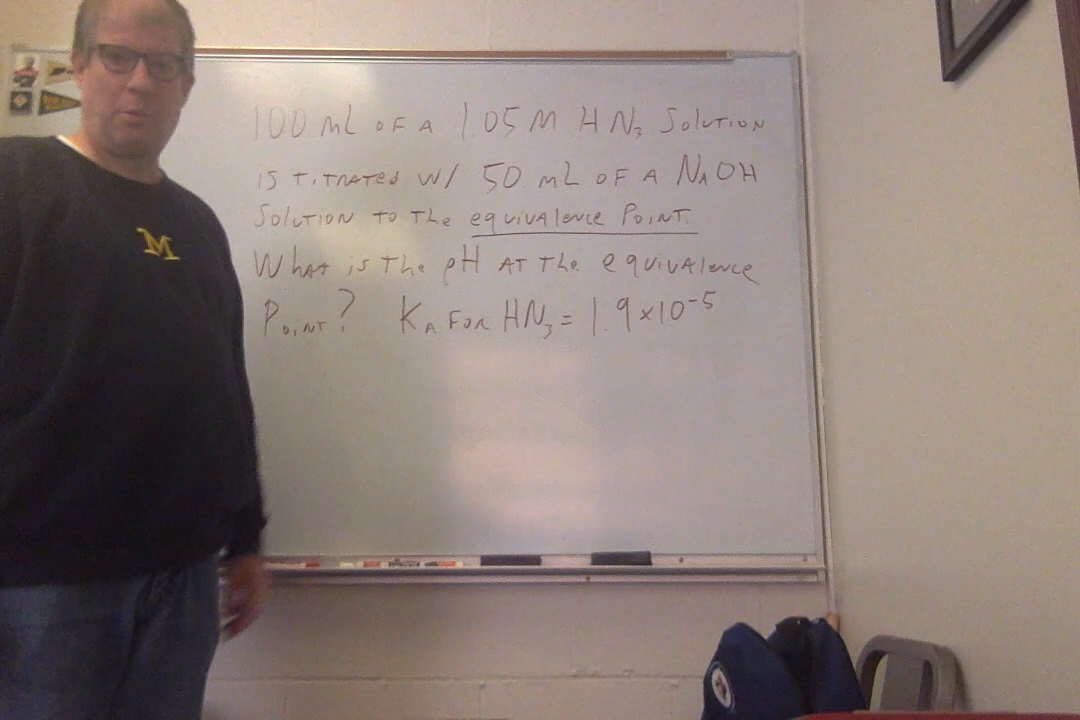 100 mL OF A 1.05 M HN₃ Solution
is titrated w/ 50 mL OF A NaOH
Solution to the equivalence Point.
What is the pH at the equivalence
Point? KA For HN₃ = 1.9×10⁻⁵
M